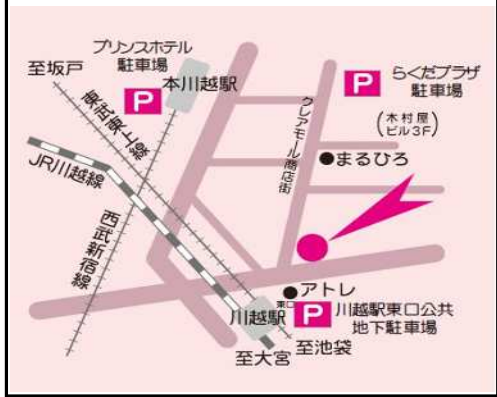 プリンスホテル
駐車場
至坂戸
本川越駅
P
東武東上線
JR川越線
西武新宿線
クレアモール商店街
P
らくだプラザ
駐車場
(木村屋
ビル3F)
まるひろ
アトレ
東口
川越駅
P
川越駅東口公共
地下駐車場
至池袋
至大宮